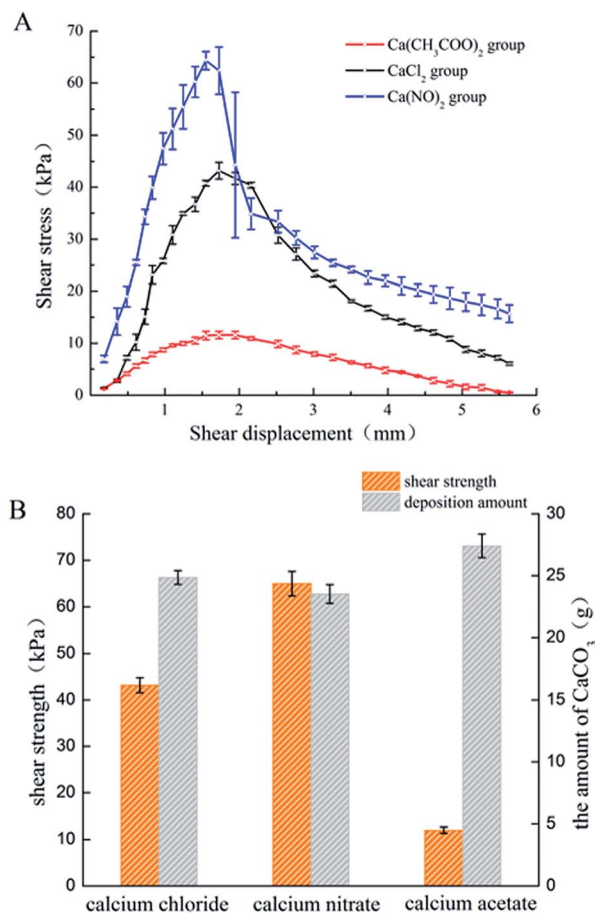 A
Ca(CH₃COO)₂ group
CaCl₂ group
Ca(NO)₂ group
70
60
50
40
30
20
10
0
Shear stress（kPa）
1 2 3 4 5 6
Shear displacement（mm）
B
shear strength
deposition amount
80
70
60
50
40
30
20
10
0
shear strength（kPa）
30
25
20
15
10
5
0
the amount of CaCO₃（g）
calcium chloride calcium nitrate calcium acetate